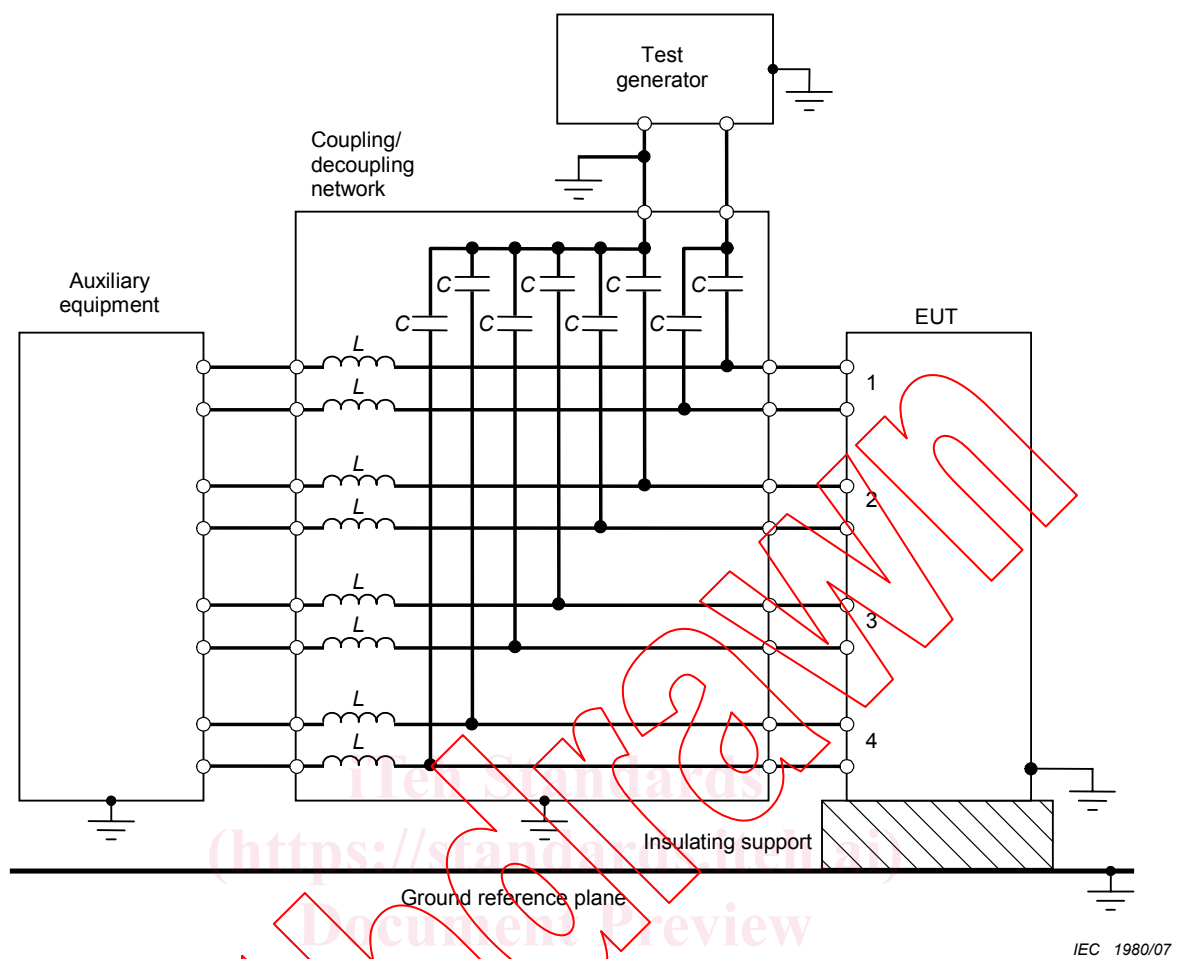 Test
generator
Coupling/
decoupling
network
Auxiliary
equipment
EUT
C
C
C
C
C
C
C
C
L
L
L
L
L
L
L
L
1
2
3
4
iTeh Standards
(https://standards.iteh.ai)
Document Preview
Insulating support
Ground reference plane
IEC 1980/07
Withdrawn